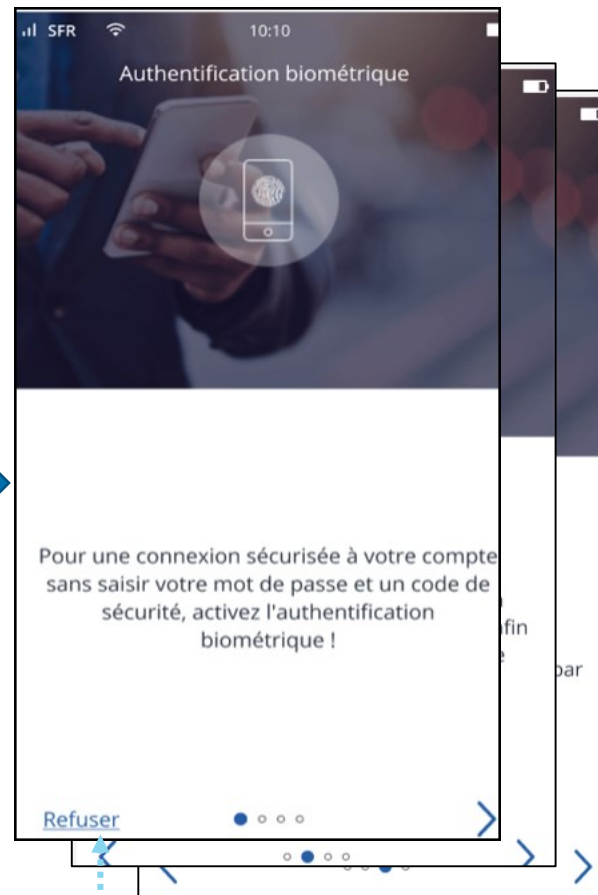 SFR 10:10
Authentification biométrique
Pour une connexion sécurisée à votre compte
sans saisir votre mot de passe et un code de
sécurité, activez l'authentification
biométrique !
par
Refuser